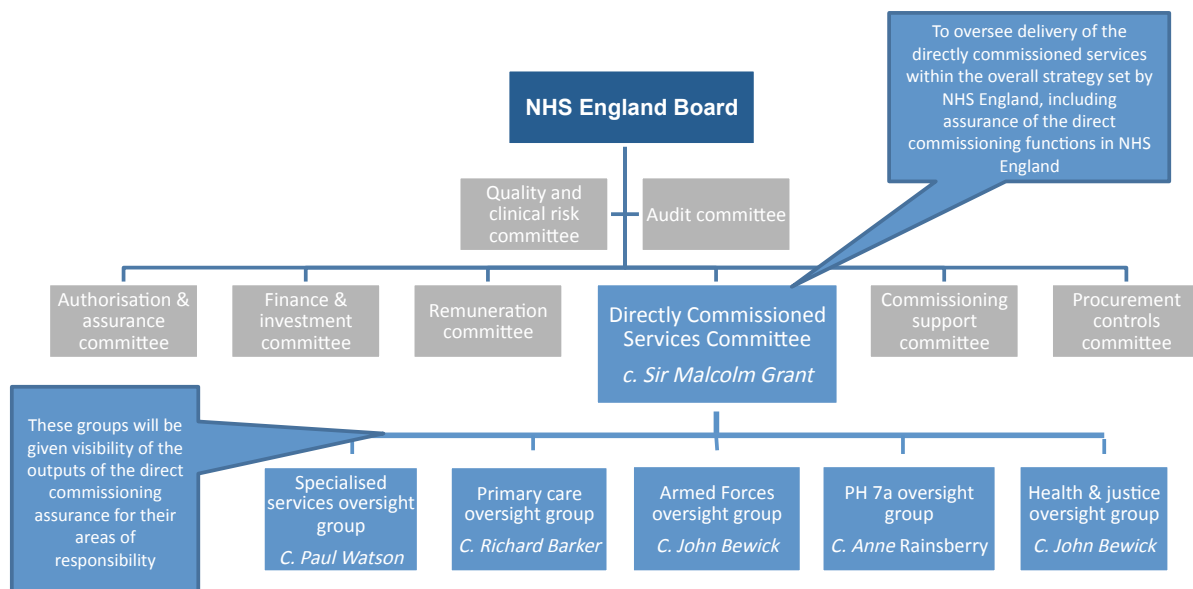 To oversee delivery of the
directly commissioned services
within the overall strategy set by
NHS England, including
assurance of the direct
commissioning functions in NHS
England
NHS England Board
Quality and
clinical risk
committee
Audit committee
Authorisation &
assurance
committee
Finance &
investment
committee
Remuneration
committee
Directly Commissioned
Services Committee
c. Sir Malcolm Grant
Commissioning
support
committee
Procurement
controls
committee
These groups will be
given visibility of the
outputs of the direct
commissioning
assurance for their
areas of
responsibility
Specialised
services oversight
group
C. Paul Watson
Primary care
oversight group
C. Richard Barker
Armed Forces
oversight group
C. John Bewick
PH 7a oversight
group
C. Anne Rainsberry
Health & justice
oversight group
C. John Bewick